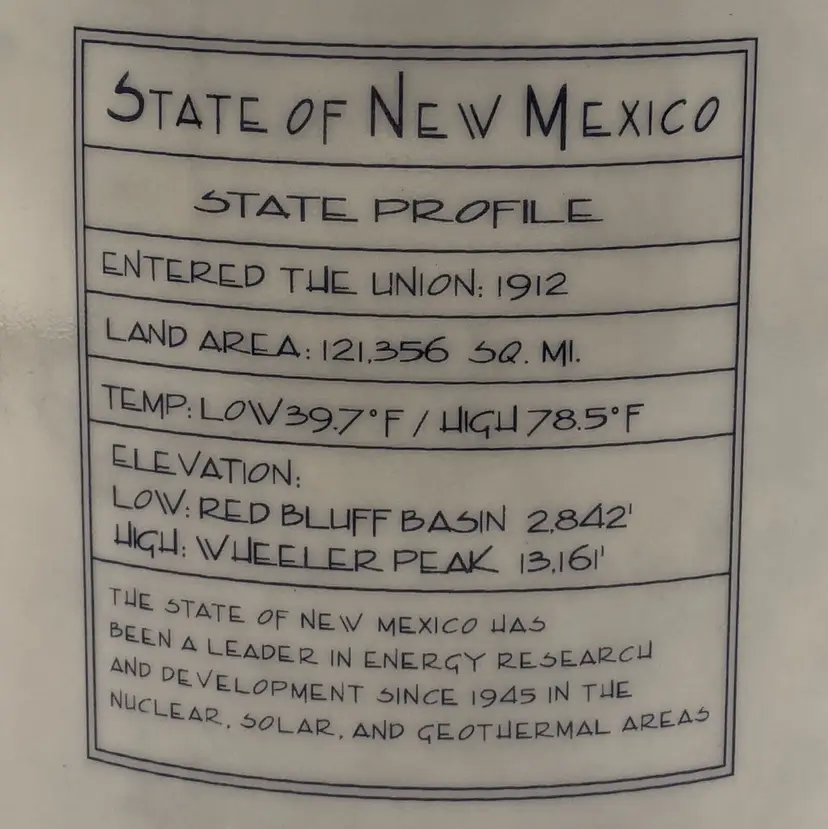 STATE OF NEW MEXICO
STATE PROFILE
ENTERED THE UNION: 1912
LAND AREA: 121,356 SQ. MI.
TEMP: LOW 39.7°F / HIGH 78.5°F
ELEVATION:
LOW: RED BLUFF BASIN 2,842'
HIGH: WHEELER PEAK 13,161'
THE STATE OF NEW MEXICO HAS
BEEN A LEADER IN ENERGY RESEARCH
AND DEVELOPMENT SINCE 1945 IN THE
NUCLEAR, SOLAR, AND GEOTHERMAL AREAS